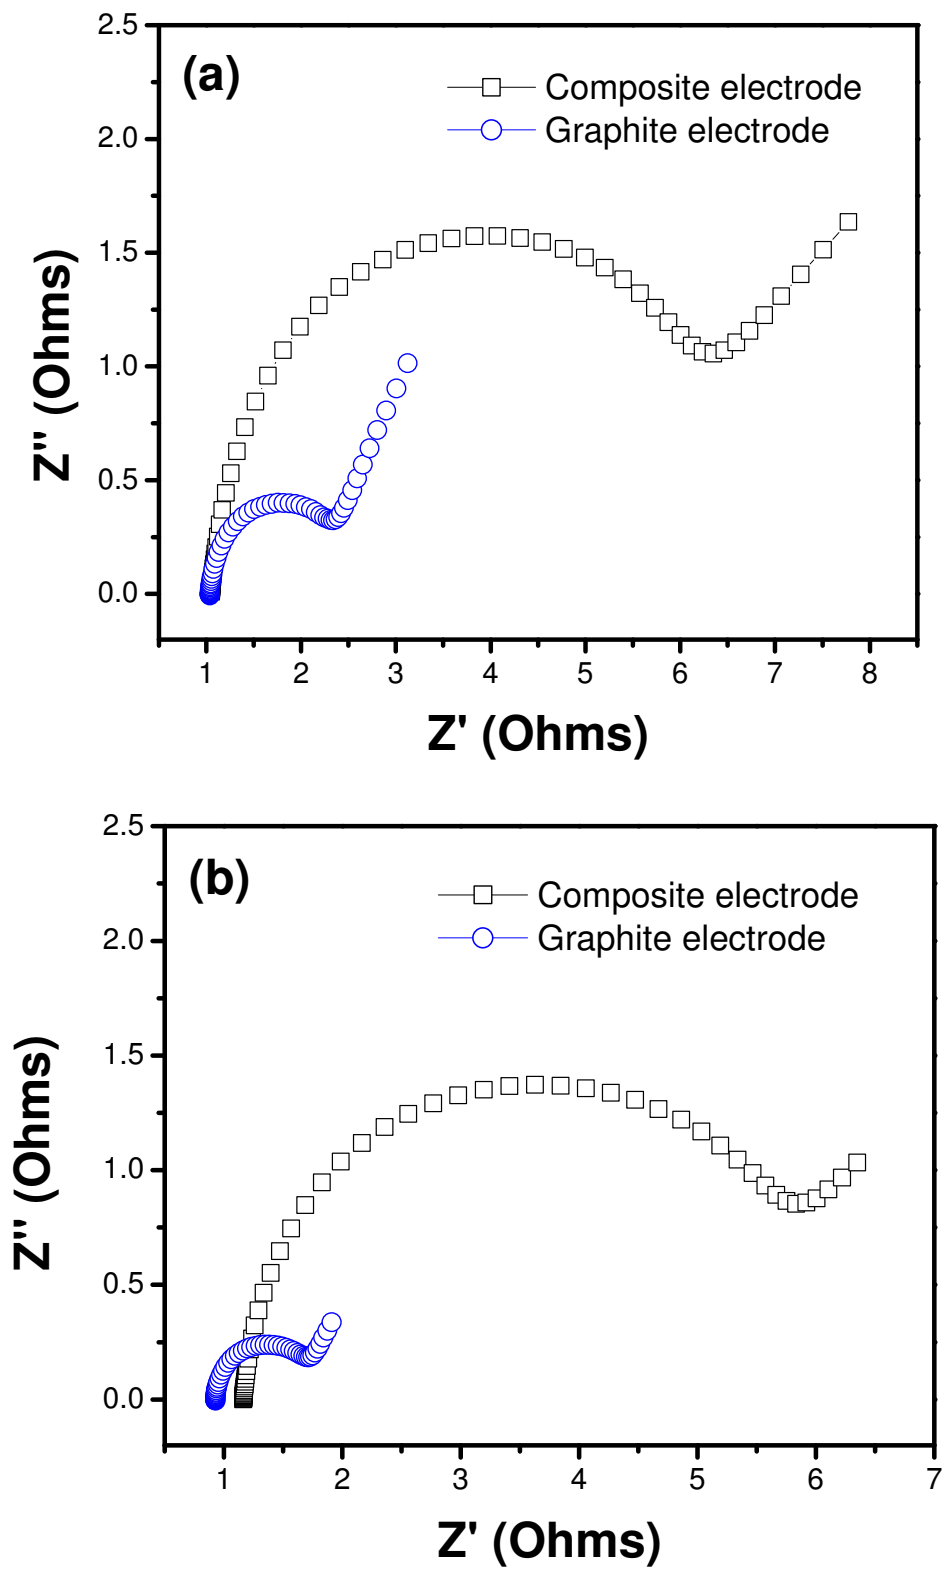 2.5
(a)
Composite electrode
Graphite electrode
2.0
1.5
1.0
0.5
0.0
Z'' (Ohms)
1 2 3 4 5 6 7 8
Z' (Ohms)
2.5
(b)
Composite electrode
Graphite electrode
2.0
1.5
1.0
0.5
0.0
Z'' (Ohms)
1 2 3 4 5 6 7
Z' (Ohms)